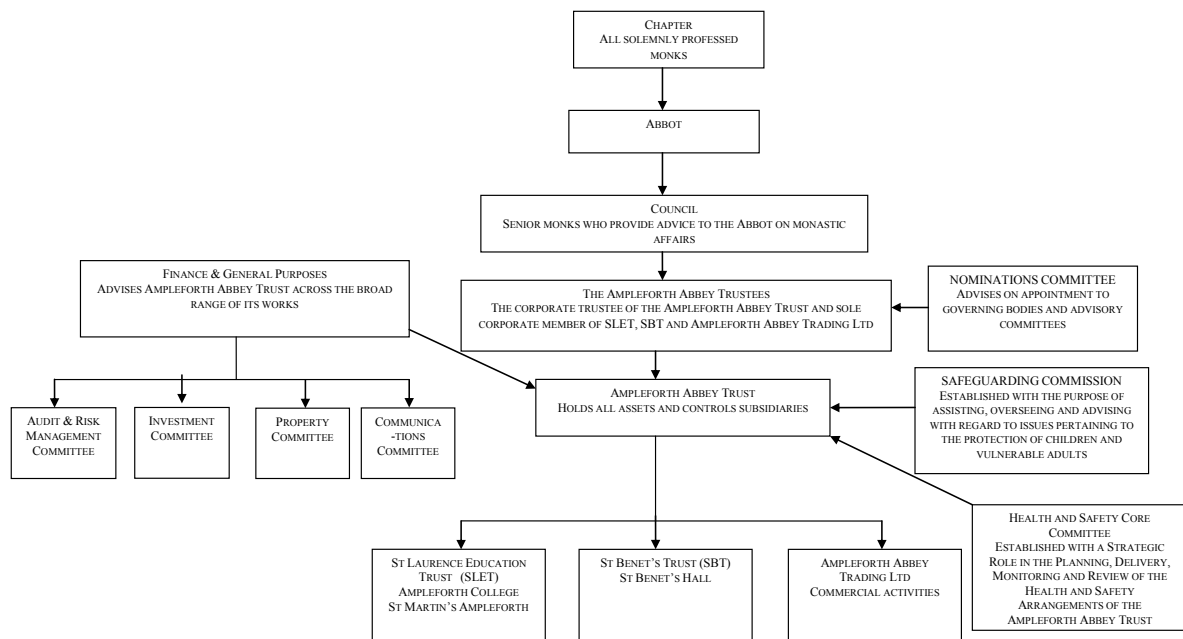 CHAPTER
ALL SOLEMNLY PROFESSED
MONKS
ABBOT
COUNCIL
SENIOR MONKS WHO PROVIDE ADVICE TO THE ABBOT ON MONASTIC
AFFAIRS
FINANCE & GENERAL PURPOSES
ADVISES AMPLEFORTH ABBEY TRUST ACROSS THE BROAD
RANGE OF ITS WORKS
THE AMPLEFORTH ABBEY TRUSTEES
THE CORPORATE TRUSTEE OF THE AMPLEFORTH ABBEY TRUST AND SOLE
CORPORATE MEMBER OF SLET, SBT AND AMPLEFORTH ABBEY TRADING LTD
NOMINATIONS COMMITTEE
ADVISES ON APPOINTMENT TO
GOVERNING BODIES AND ADVISORY
COMMITTEES
AUDIT & RISK
MANAGEMENT
COMMITTEE
INVESTMENT
COMMITTEE
PROPERTY
COMMITTEE
COMMUNICA
-TIONS
COMMITTEE
AMPLEFORTH ABBEY TRUST
HOLDS ALL ASSETS AND CONTROLS SUBSIDIARIES
SAFEGUARDING COMMISSION
ESTABLISHED WITH THE PURPOSE OF
ASSISTING, OVERSEEING AND ADVISING
WITH REGARD TO ISSUES PERTAINING TO
THE PROTECTION OF CHILDREN AND
VULNERABLE ADULTS
HEALTH AND SAFETY CORE
COMMITTEE
ESTABLISHED WITH A STRATEGIC
ROLE IN THE PLANNING, DELIVERY,
MONITORING AND REVIEW OF THE
HEALTH AND SAFETY
ARRANGEMENTS OF THE
AMPLEFORTH ABBEY TRUST
ST LAURENCE EDUCATION
TRUST (SLET)
AMPLEFORTH COLLEGE
ST MARTIN'S AMPLEFORTH
ST BENET'S TRUST (SBT)
ST BENET'S HALL
AMPLEFORTH ABBEY
TRADING LTD
COMMERCIAL ACTIVITIES